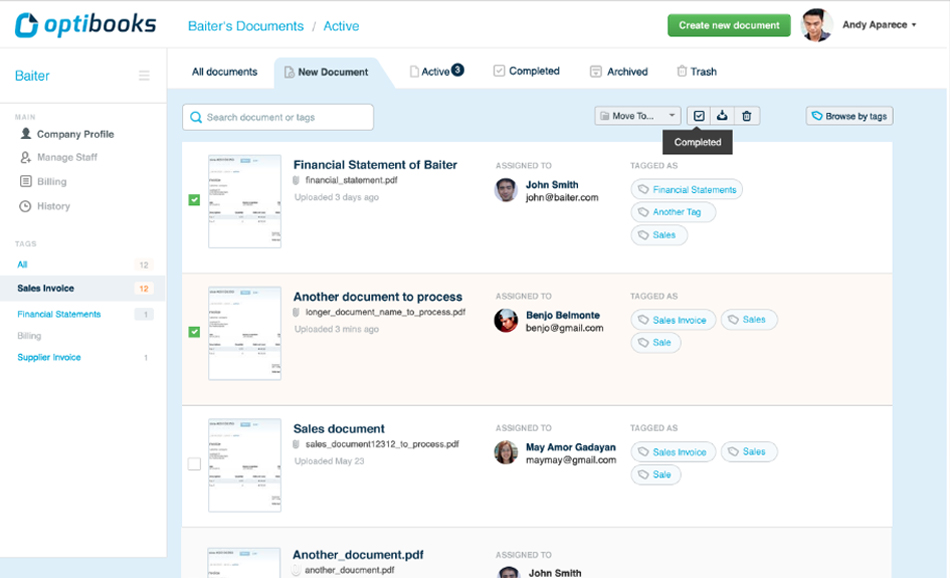 optibooks
Baiter's Documents / Active
Create new document
Andy Aparece
Baiter
All documents
New Document
Active 3
Completed
Archived
Trash
MAIN
Company Profile
Manage Staff
Billing
History
TAGS
All 12
Sales Invoice 12
Financial Statements 1
Billing
Supplier Invoice 1
Search document or tags
Move To...
Browse by tags
Completed
Financial Statement of Baiter
financial_statement.pdf
Uploaded 3 days ago
ASSIGNED TO
John Smith
john@baiter.com
TAGGED AS
Financial Statements
Another Tag
Sales
Another document to process
longer_document_name_to_process.pdf
Uploaded 3 mins ago
ASSIGNED TO
Benjo Belmonte
benjo@gmail.com
TAGGED AS
Sales Invoice
Sales
Sale
Sales document
sales_document12312_to_process.pdf
Uploaded May 23
ASSIGNED TO
May Amor Gadayan
maymay@gmail.com
TAGGED AS
Sales Invoice
Sales
Sale
Another_document.pdf
another_doucment.pdf
ASSIGNED TO
John Smith